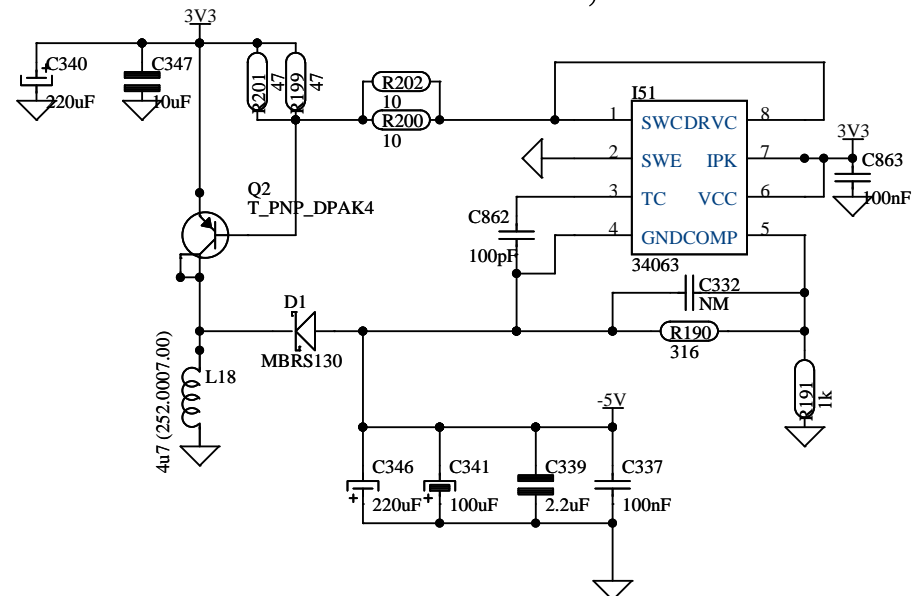 3V3
C340
220uF
C347
10uF
R201
47
R199
47
R202
10
R200
10
I51
1
SWC
DRVC
8
2
SWE
IPK
7
3
TC
VCC
6
4
GND
COMP
5
34063
3V3
C863
100nF
Q2
T_PNP_DPAK4
C862
100pF
C332
NM
D1
MBRS130
R190
316
R191
1k
L18
4u7 (252.0007.00)
-5V
C346
220uF
C341
100uF
C339
2.2uF
C337
100nF
+
+
+